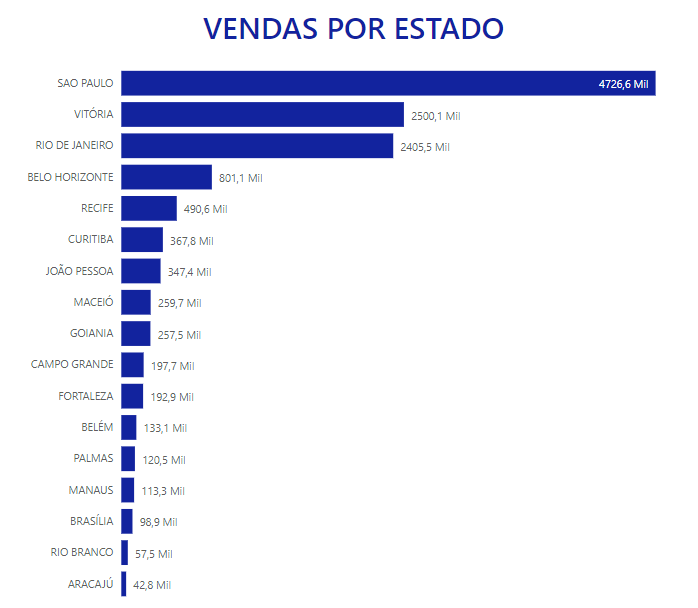 VENDAS POR ESTADO
SAO PAULO 4726,6 Mil
VITÓRIA 2500,1 Mil
RIO DE JANEIRO 2405,5 Mil
BELO HORIZONTE 801,1 Mil
RECIFE 490,6 Mil
CURITIBA 367,8 Mil
JOÃO PESSOA 347,4 Mil
MACEIÓ 259,7 Mil
GOIANIA 257,5 Mil
CAMPO GRANDE 197,7 Mil
FORTALEZA 192,9 Mil
BELÉM 133,1 Mil
PALMAS 120,5 Mil
MANAUS 113,3 Mil
BRASÍLIA 98,9 Mil
RIO BRANCO 57,5 Mil
ARACAJÚ 42,8 Mil